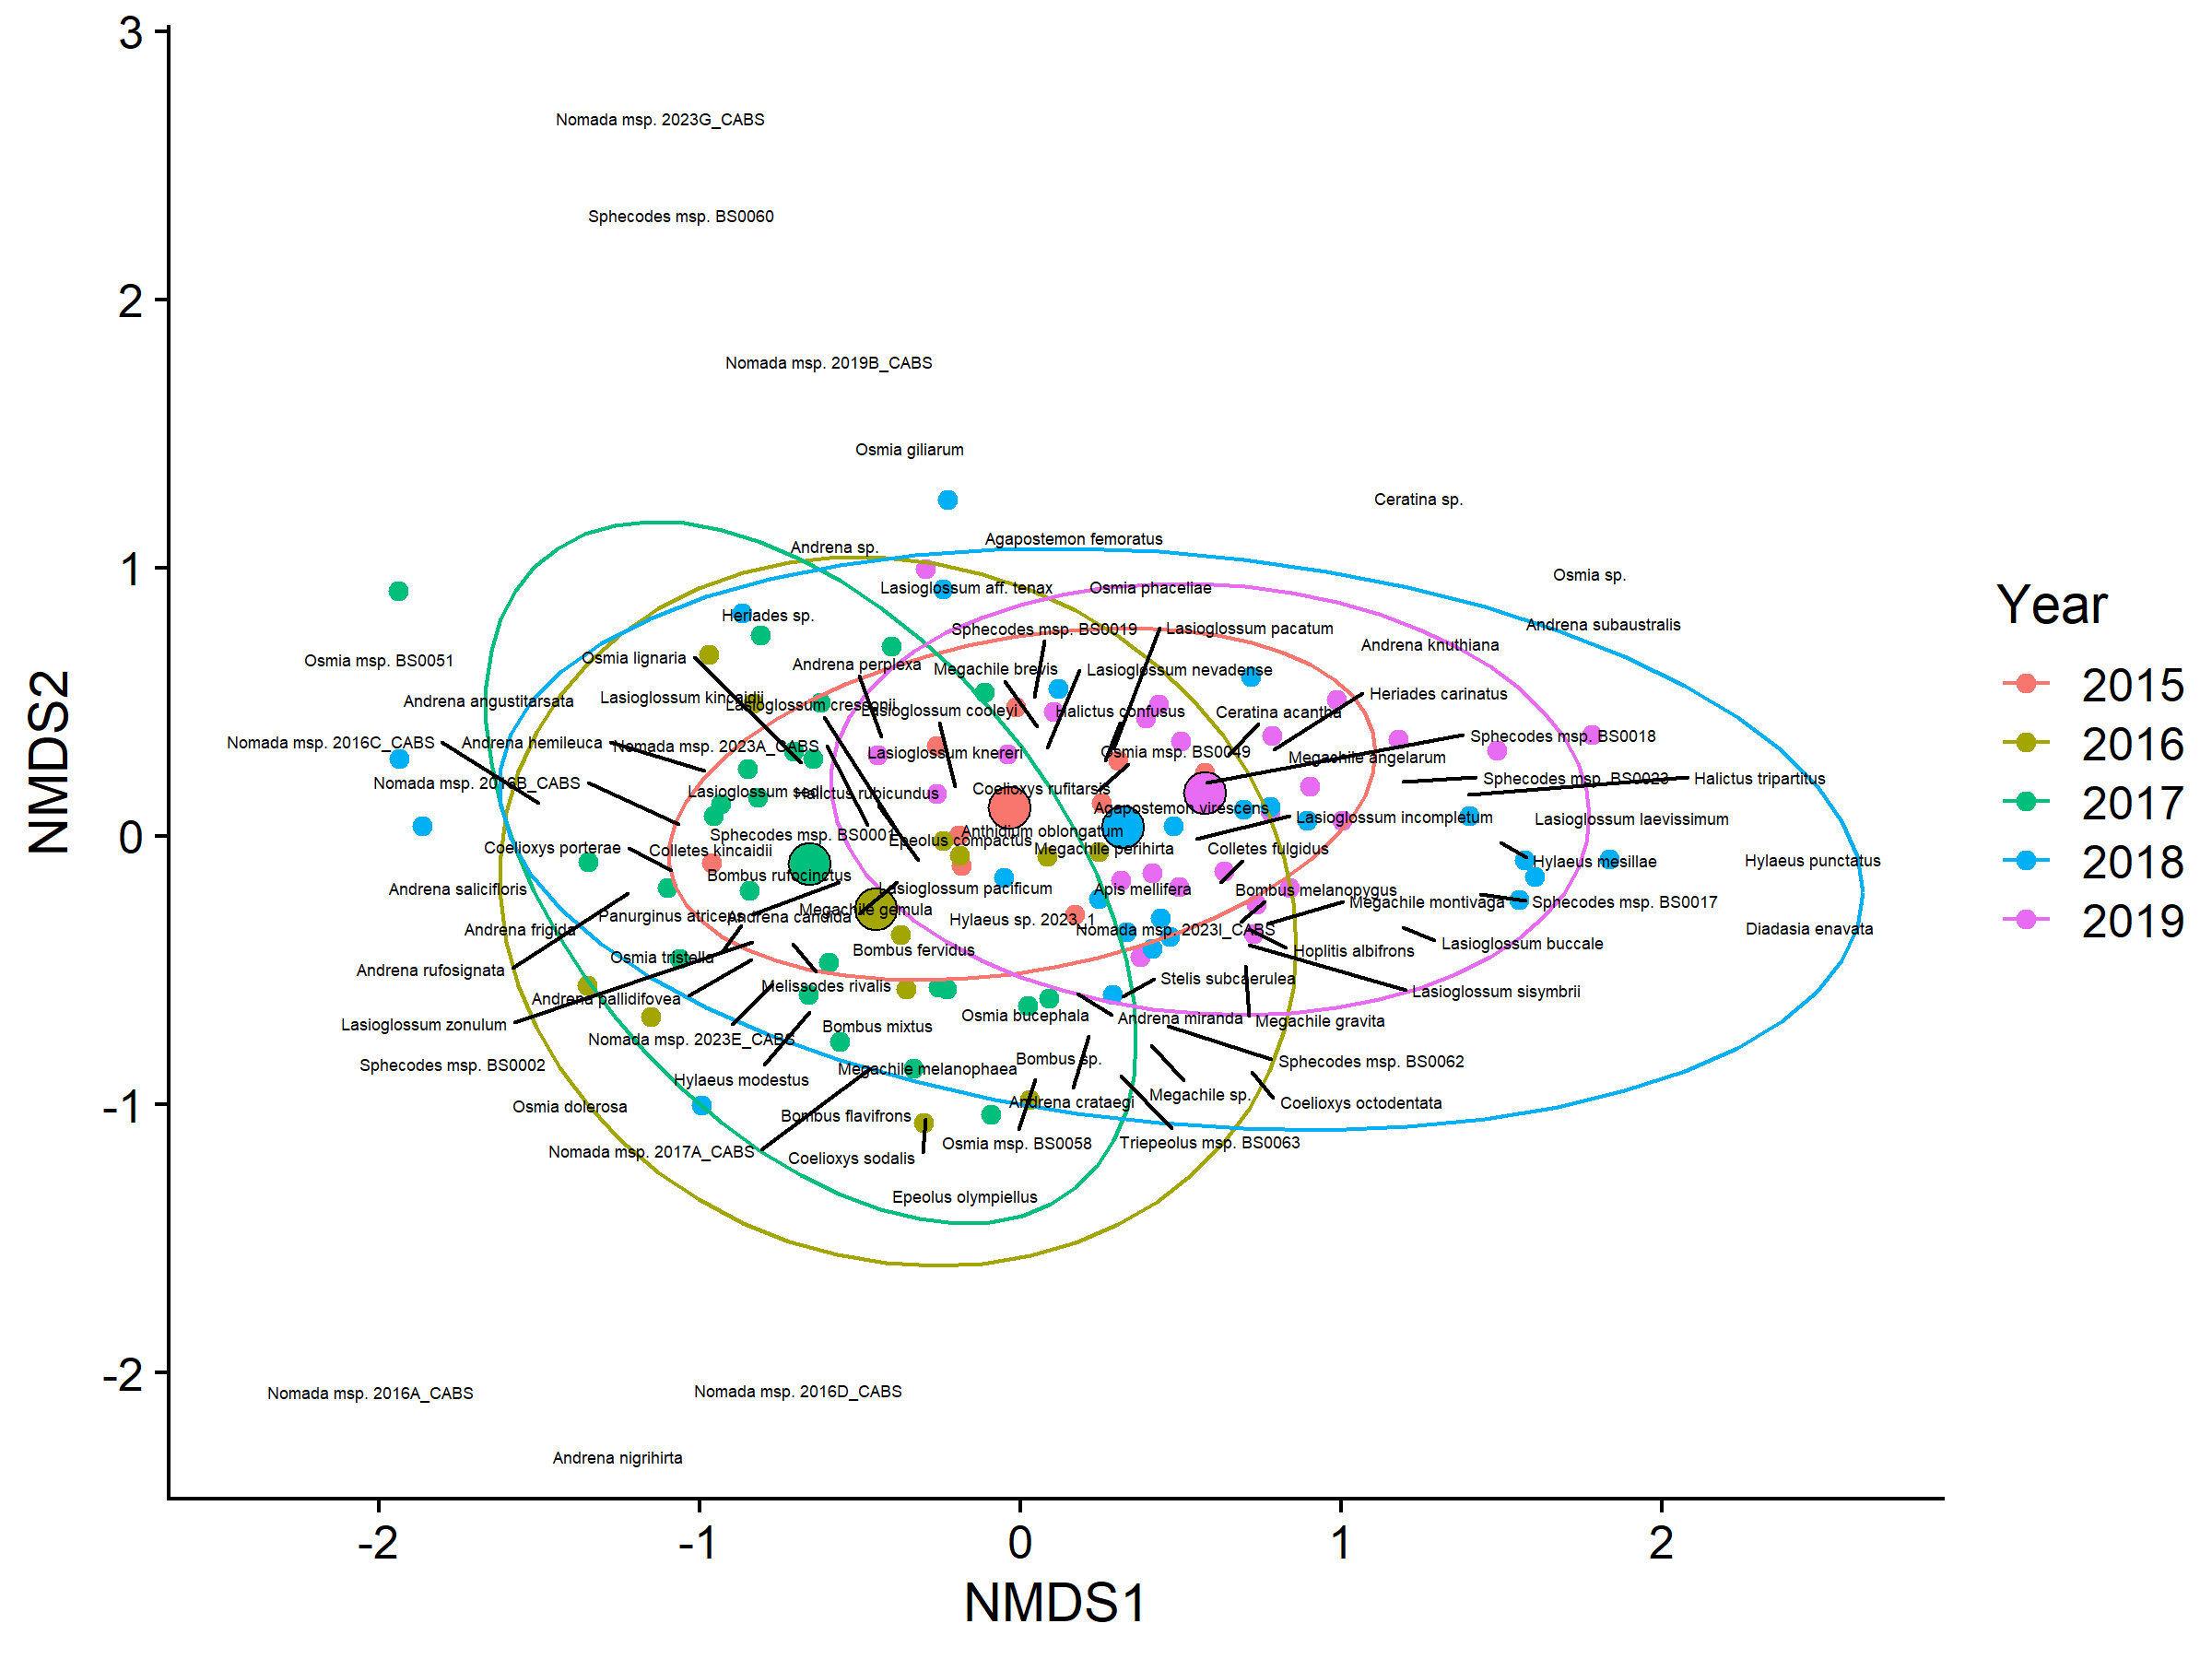 3
Nomada msp. 2023G_CABS
Sphecodes msp. BS0060
2
Nomada msp. 2019B_CABS
Osmia giliarum
Ceratina sp.
Agapostemon femoratus
Andrena sp.
1
Osmia sp.
Lasioglossum aff. tenax
Osmia phaceliae
Heriades sp.
Andrena subaustralis
Sphecodes msp. BS0019
Lasioglossum pacatum
Andrena knuthiana
Osmia lignaria
Osmia msp. BS0051
Andrena perplexa
Megachile brevis
Lasioglossum nevadense
Heriades carinatus
Lasioglossum kincaidii
Andrena angustitarsata
Lasioglossum cressonii
Lasioglossum cooleyi
Halictus confusus
Ceratina acantha
Sphecodes msp. BS0018
Nomada msp. 2016C_CABS
Andrena hemileuca
Nomada msp. 2023A_CABS
Lasioglossum knereri
Osmia msp. BS0049
Megachile angelarum
Sphecodes msp. BS0023
Halictus tripartitus
Nomada msp. 2016B_CABS
Lasioglossum sedi
Halictus rubicundus
Coelioxys rufitarsis
Agapostemon virescens
Lasioglossum incompletum
Lasioglossum laevissimum
0
Sphecodes msp. BS0001
Anthidium oblongatum
Epeolus compactus
Coelioxys porterae
Colletes kincaidii
Megachile perihirta
Colletes fulgidus
Hylaeus mesillae
Hylaeus punctatus
Bombus rufocinctus
Andrena salicifloris
Lasioglossum pacificum
Apis mellifera
Bombus melanopygus
Megachile montivaga
Sphecodes msp. BS0017
Megachile gemula
Panurginus atriceps
Andrena candida
Hylaeus sp. 2023_1
Andrena frigida
Nomada msp. 2023I_CABS
Diadasia enavata
Lasioglossum buccale
Bombus fervidus
Hoplitis albifrons
Osmia tristella
Andrena rufosignata
Stelis subcaerulea
Melissodes rivalis
Lasioglossum sisymbrii
Andrena pallidifovea
Osmia bucephala
Andrena miranda
Megachile gravita
Lasioglossum zonulum
Bombus mixtus
Nomada msp. 2023E_CABS
Bombus sp.
Sphecodes msp. BS0062
Sphecodes msp. BS0002
Megachile melanophaea
Hylaeus modestus
Megachile sp.
Andrena crataegi
Coelioxys octodentata
-1
Osmia dolerosa
Bombus flavifrons
Osmia msp. BS0058
Triepeolus msp. BS0063
Nomada msp. 2017A_CABS
Coelioxys sodalis
Epeolus olympiellus
-2
Nomada msp. 2016A_CABS
Nomada msp. 2016D_CABS
Andrena nigrihirta
-2 -1 0 1 2
NMDS1
NMDS2
Year
2015
2016
2017
2018
2019